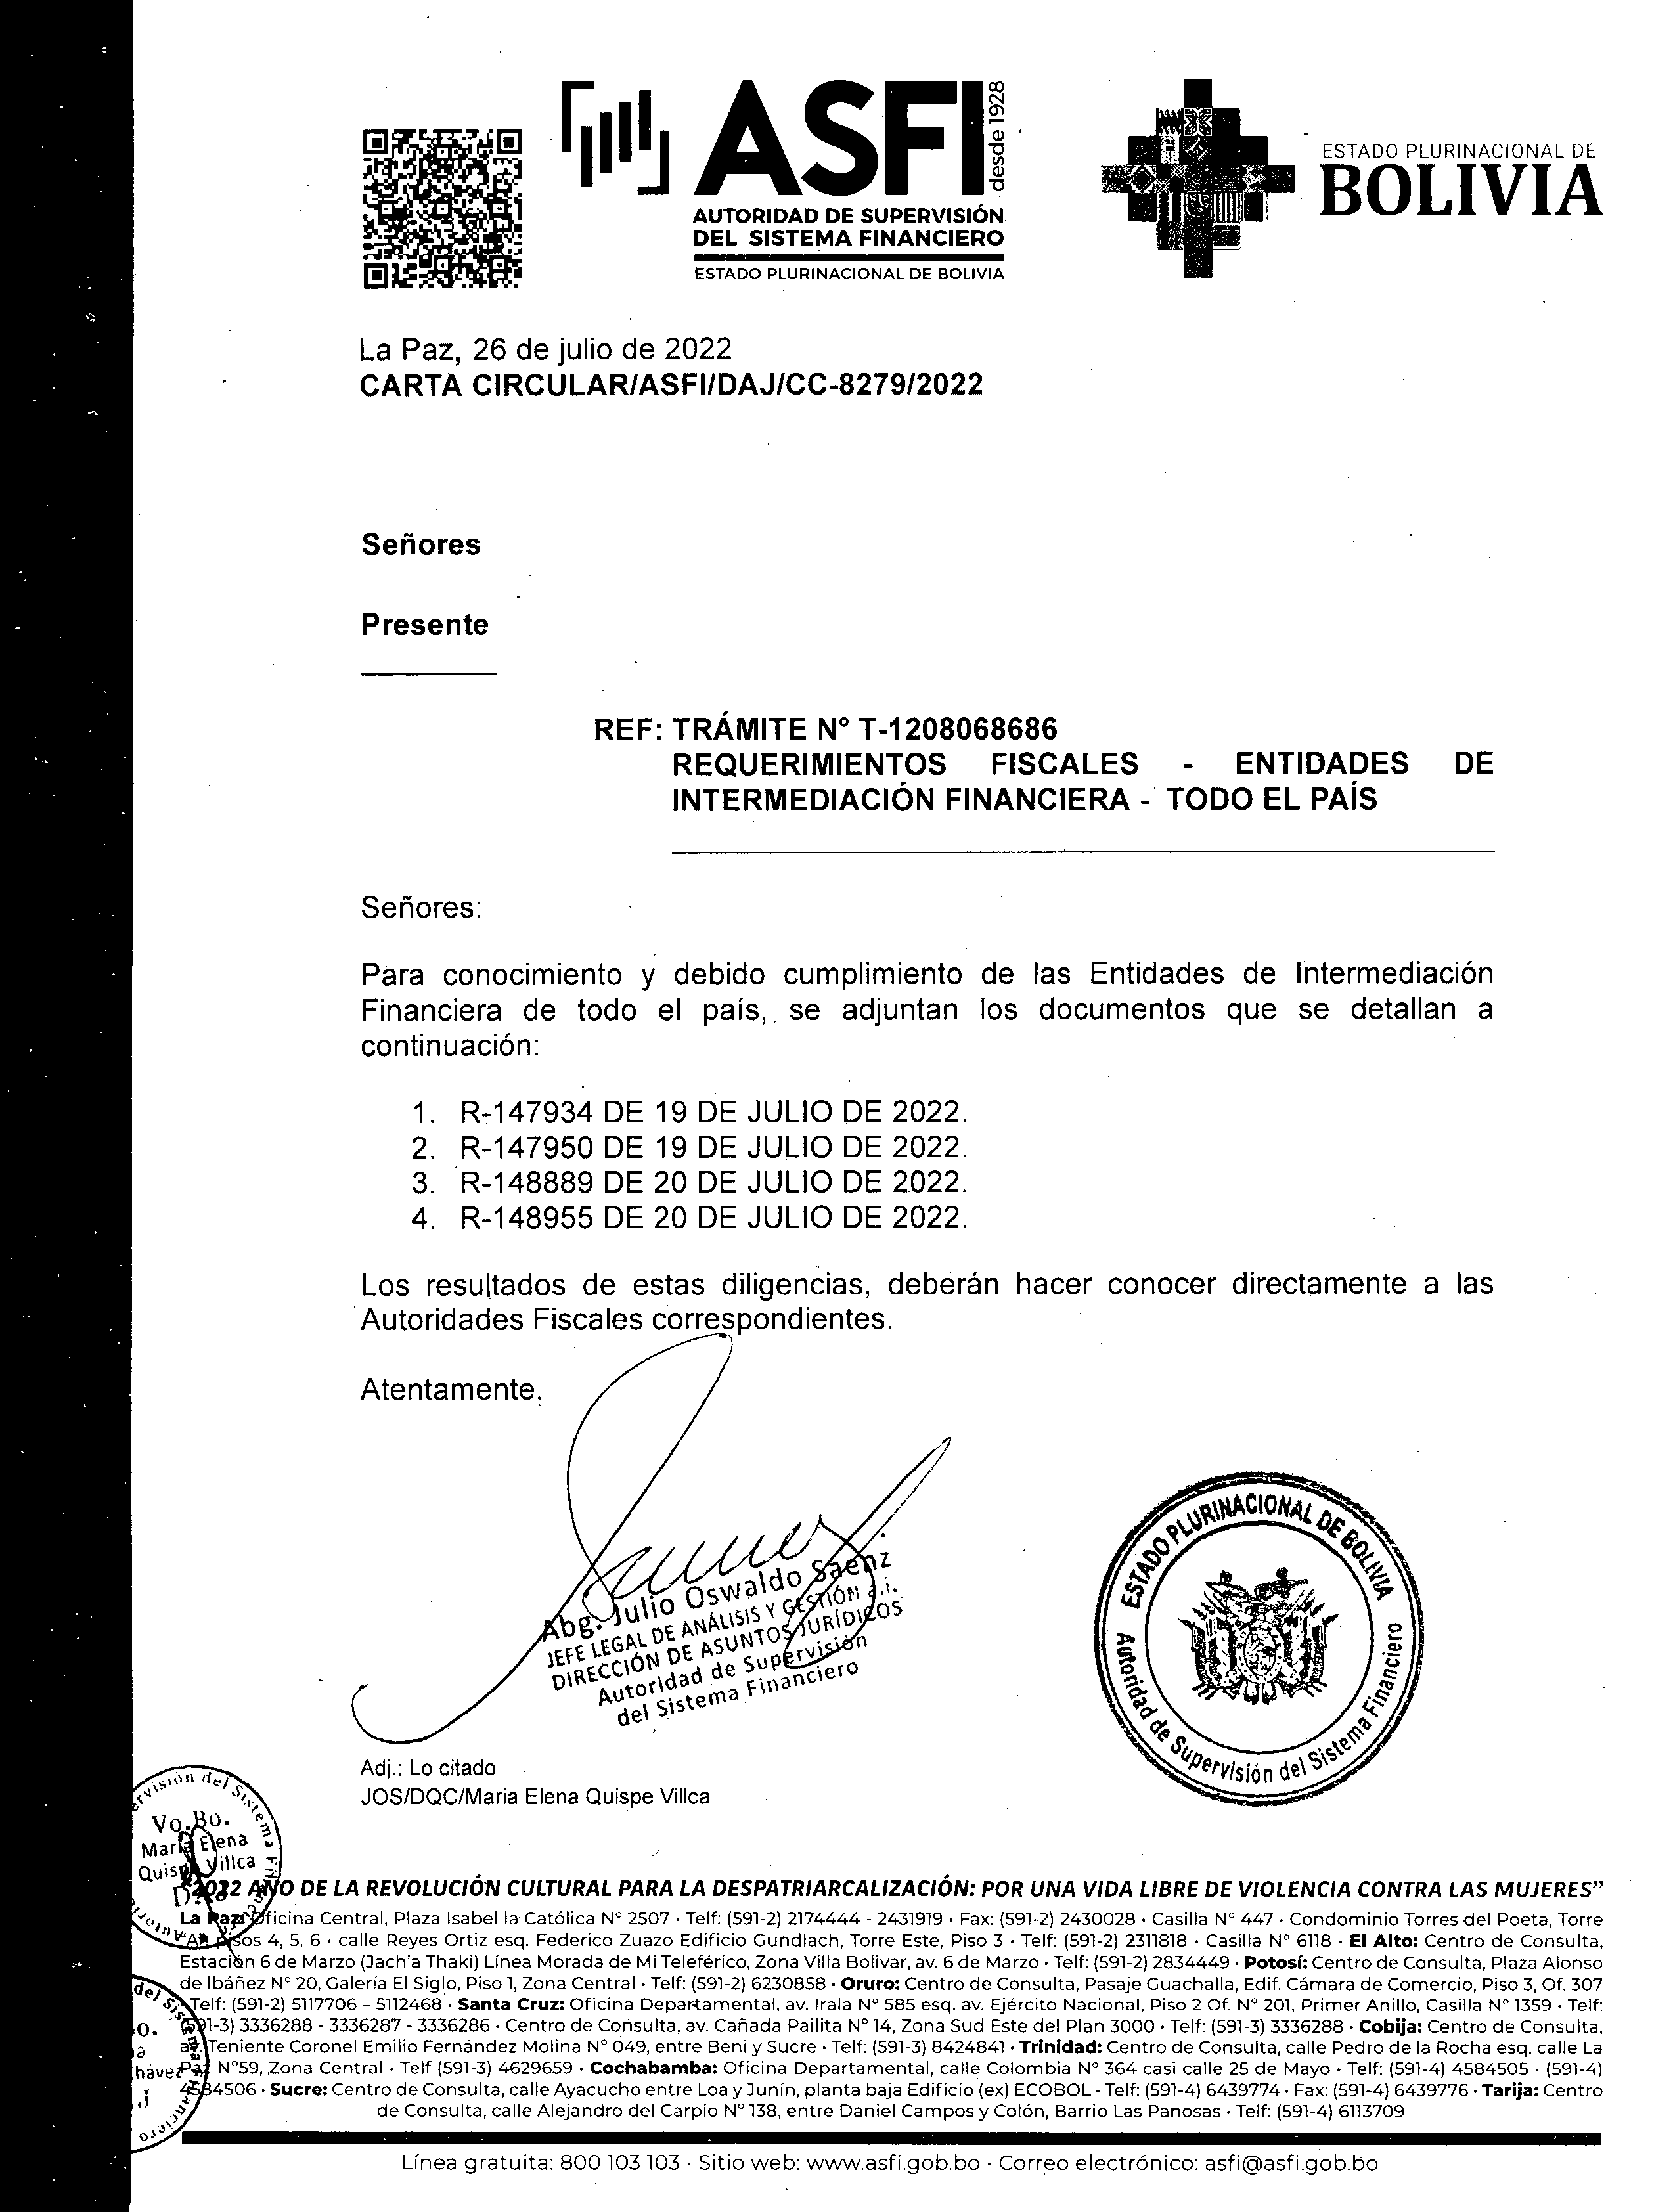 ASFI
desde 1928
AUTORIDAD DE SUPERVISIÓN
DEL SISTEMA FINANCIERO
ESTADO PLURINACIONAL DE BOLIVIA
ESTADO PLURINACIONAL DE
BOLIVIA
La Paz, 26 de julio de 2022
CARTA CIRCULAR/ASFI/DAJ/CC-8279/2022
Señores
Presente
REF: TRÁMITE N° T-1208068686
REQUERIMIENTOS FISCALES - ENTIDADES DE
INTERMEDIACIÓN FINANCIERA - TODO EL PAÍS
Señores:
Para conocimiento y debido cumplimiento de las Entidades de Intermediación
Financiera de todo el país, se adjuntan los documentos que se detallan a
continuación:
1. R-147934 DE 19 DE JULIO DE 2022.
2. R-147950 DE 19 DE JULIO DE 2022.
3. R-148889 DE 20 DE JULIO DE 2022.
4. R-148955 DE 20 DE JULIO DE 2022.
Los resultados de estas diligencias, deberán hacer conocer directamente a las
Autoridades Fiscales correspondientes.
Atentamente.
Abg. Julio Oswaldo Saenz
JEFE LEGAL DE ANÁLISIS Y GESTIÓN a.i.
DIRECCIÓN DE ASUNTOS JURÍDICOS
Autoridad de Supervisión
del Sistema Financiero
ESTADO PLURINACIONAL DE BOLIVIA
Autoridad de Supervisión del Sistema Financiero
Adj.: Lo citado
JOS/DQC/Maria Elena Quispe Villca
Vo.Bo.
Maria Elena
Quispe Villca
2022 AÑO DE LA REVOLUCIÓN CULTURAL PARA LA DESPATRIARCALIZACIÓN: POR UNA VIDA LIBRE DE VIOLENCIA CONTRA LAS MUJERES”
La Paz: Oficina Central, Plaza Isabel la Católica N° 2507 · Telf: (591-2) 2174444 - 2431919 · Fax: (591-2) 2430028 · Casilla N° 447 · Condominio Torres del Poeta, Torre
A, pisos 4, 5, 6 · calle Reyes Ortiz esq. Federico Zuazo Edificio Gundlach, Torre Este, Piso 3 · Telf: (591-2) 2311818 · Casilla N° 6118 · El Alto: Centro de Consulta,
Estación 6 de Marzo (Jach'a Thaki) Línea Morada de Mi Teleférico, Zona Villa Bolivar, av. 6 de Marzo · Telf: (591-2) 2834449 · Potosí: Centro de Consulta, Plaza Alonso
de Ibáñez N° 20, Galería El Siglo, Piso 1, Zona Central · Telf: (591-2) 6230858 · Oruro: Centro de Consulta, Pasaje Guachalla, Edif. Cámara de Comercio, Piso 3, Of. 307
Telf: (591-2) 5117706 – 5112468 · Santa Cruz: Oficina Departamental, av. Irala N° 585 esq. av. Ejército Nacional, Piso 2 Of. N° 201, Primer Anillo, Casilla N° 1359 · Telf:
(591-3) 3336288 - 3336287 - 3336286 · Centro de Consulta, av. Cañada Pailita N° 14, Zona Sud Este del Plan 3000 · Telf: (591-3) 3336288 · Cobija: Centro de Consulta,
Teniente Coronel Emilio Fernández Molina N° 049, entre Beni y Sucre · Telf: (591-3) 8424841 · Trinidad: Centro de Consulta, calle Pedro de la Rocha esq. calle La
Paz N°59, Zona Central · Telf (591-3) 4629659 · Cochabamba: Oficina Departamental, calle Colombia N° 364 casi calle 25 de Mayo · Telf: (591-4) 4584505 · (591-4)
4584506 · Sucre: Centro de Consulta, calle Ayacucho entre Loa y Junín, planta baja Edificio (ex) ECOBOL · Telf: (591-4) 6439774 · Fax: (591-4) 6439776 · Tarija: Centro
de Consulta, calle Alejandro del Carpio N° 138, entre Daniel Campos y Colón, Barrio Las Panosas · Telf: (591-4) 6113709
Línea gratuita: 800 103 103 · Sitio web: www.asfi.gob.bo · Correo electrónico: asfi@asfi.gob.bo